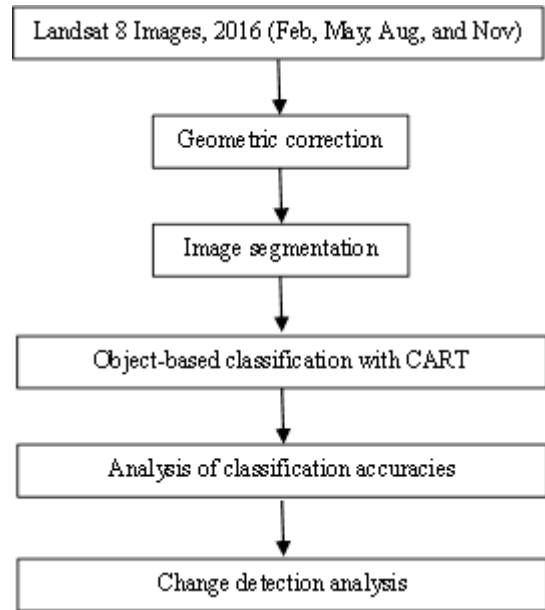 Landsat 8 Images, 2016 (Feb, May, Aug, and Nov)
Geometric correction
Image segmentation
Object-based classification with CART
Analysis of classification accuracies
Change detection analysis